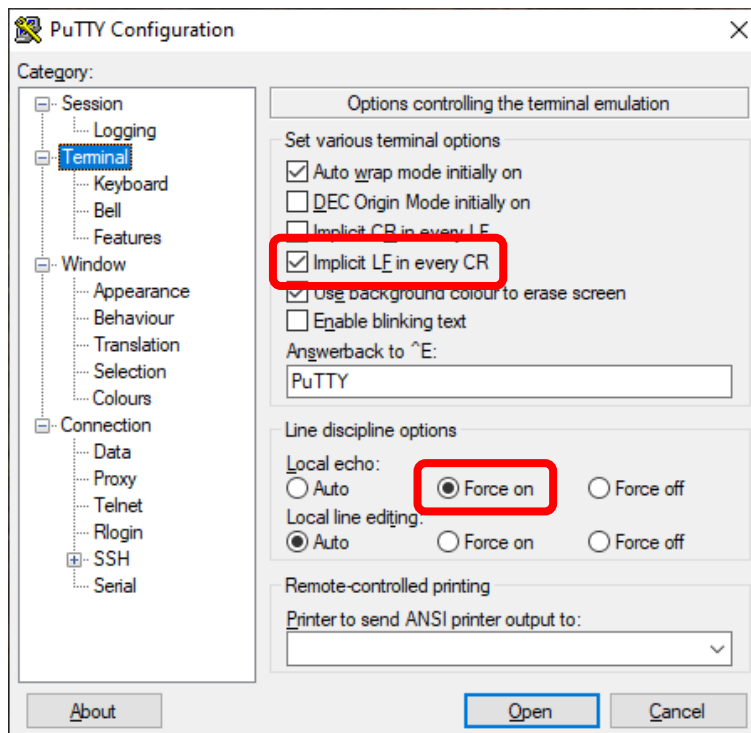 PuTTY Configuration
Category:
Session
Logging
Terminal
Keyboard
Bell
Features
Window
Appearance
Behaviour
Translation
Selection
Colours
Connection
Data
Proxy
Telnet
Rlogin
SSH
Serial
Options controlling the terminal emulation
Set various terminal options
Auto wrap mode initially on
DEC Origin Mode initially on
Implicit CR in every LF
Implicit LF in every CR
Use background colour to erase screen
Enable blinking text
Answerback to ^E:
PuTTY
Line discipline options
Local echo:
Auto Force on Force off
Local line editing:
Auto Force on Force off
Remote-controlled printing
Printer to send ANSI printer output to:
About Open Cancel